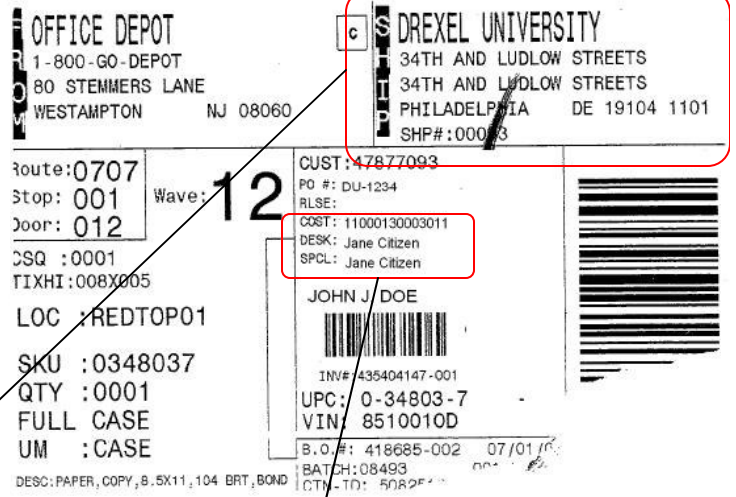 FROM
OFFICE DEPOT
1-800-GO-DEPOT
80 STEMMERS LANE
WESTAMPTON NJ 08060
C
SHIP
DREXEL UNIVERSITY
34TH AND LUDLOW STREETS
34TH AND LUDLOW STREETS
PHILADELPHIA DE 19104 1101
Route:0707
Stop: 001
Door: 012
Wave: 12
CSQ :0001
TIXHI:008X005
LOC :REDTOP01
SKU :0348037
QTY :0001
FULL CASE
UM :CASE
DESC:PAPER,COPY,8.5X11,104 BRT,BOND
CUST:47877093
PO #: DU-1234
RLSE:
COST: 11000130003011
DESK: Jane Citizen
SPCL: Jane Citizen
JOHN J DOE
INV#:435404147-001
UPC: 0-34803-7 -
VIN: 8510010D
B.O.#: 418685-002
BATCH:08493
CTN-ID: